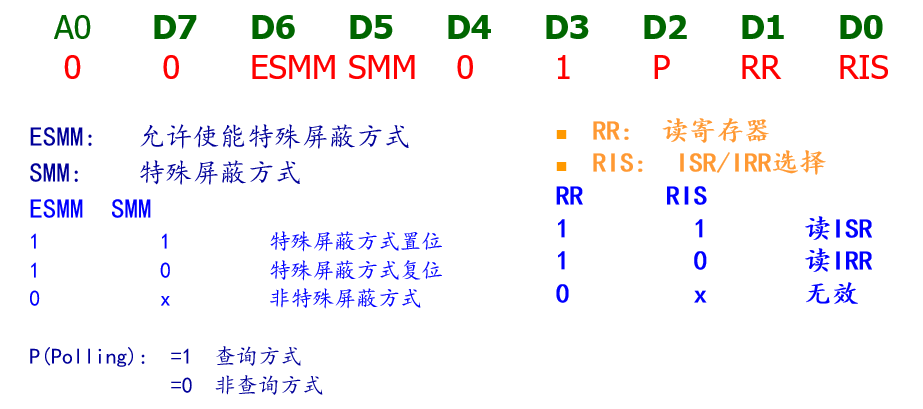 A0 D7 D6 D5 D4 D3 D2 D1 D0
0 0 ESMM SMM 0 1 P RR RIS
ESMM: 允许使能特殊屏蔽方式
SMM: 特殊屏蔽方式
ESMM SMM
1 1 特殊屏蔽方式置位
1 0 特殊屏蔽方式复位
0 x 非特殊屏蔽方式
P(Polling): =1 查询方式
=0 非查询方式
■ RR: 读寄存器
■ RIS: ISR/IRR选择
RR RIS
1 1 读ISR
1 0 读IRR
0 x 无效